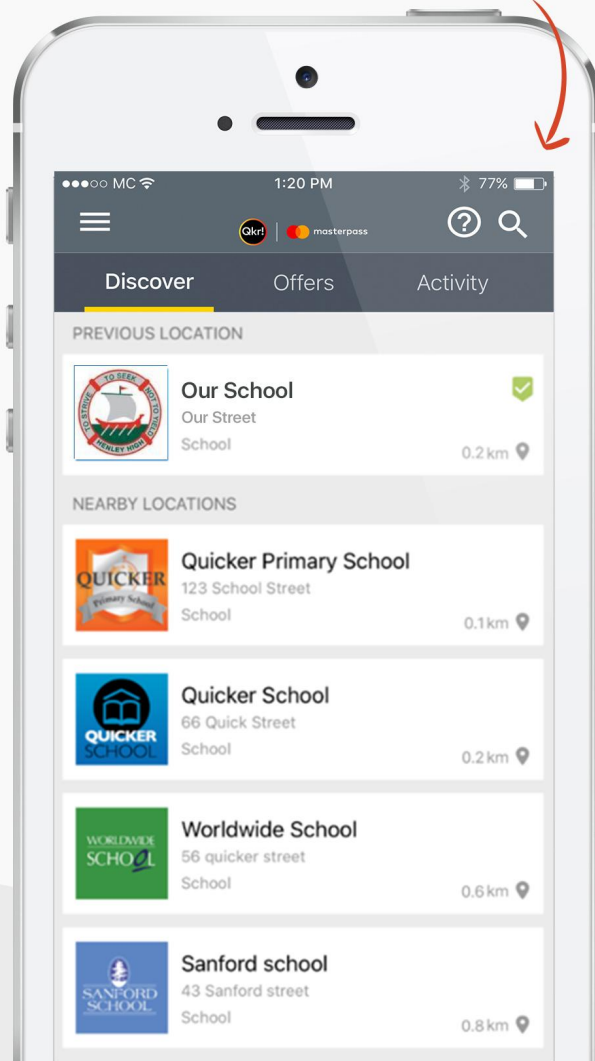 ●●●○○ MC 1:20 PM 77%
Qkr! masterpass
Discover Offers Activity
PREVIOUS LOCATION
TO SEEK
TO STRIVE
NOT TO YIELD
HENLEY HIGH
Our School
Our Street
School
0.2 km
NEARBY LOCATIONS
QUICKER
Primary School
Quicker Primary School
123 School Street
School
0.1 km
QUICKER
SCHOOL
Quicker School
66 Quick Street
School
0.2 km
WORLDWIDE
SCHOOL
Worldwide School
56 quicker street
School
0.6 km
SANFORD
SCHOOL
Sanford school
43 Sanford street
School
0.8 km